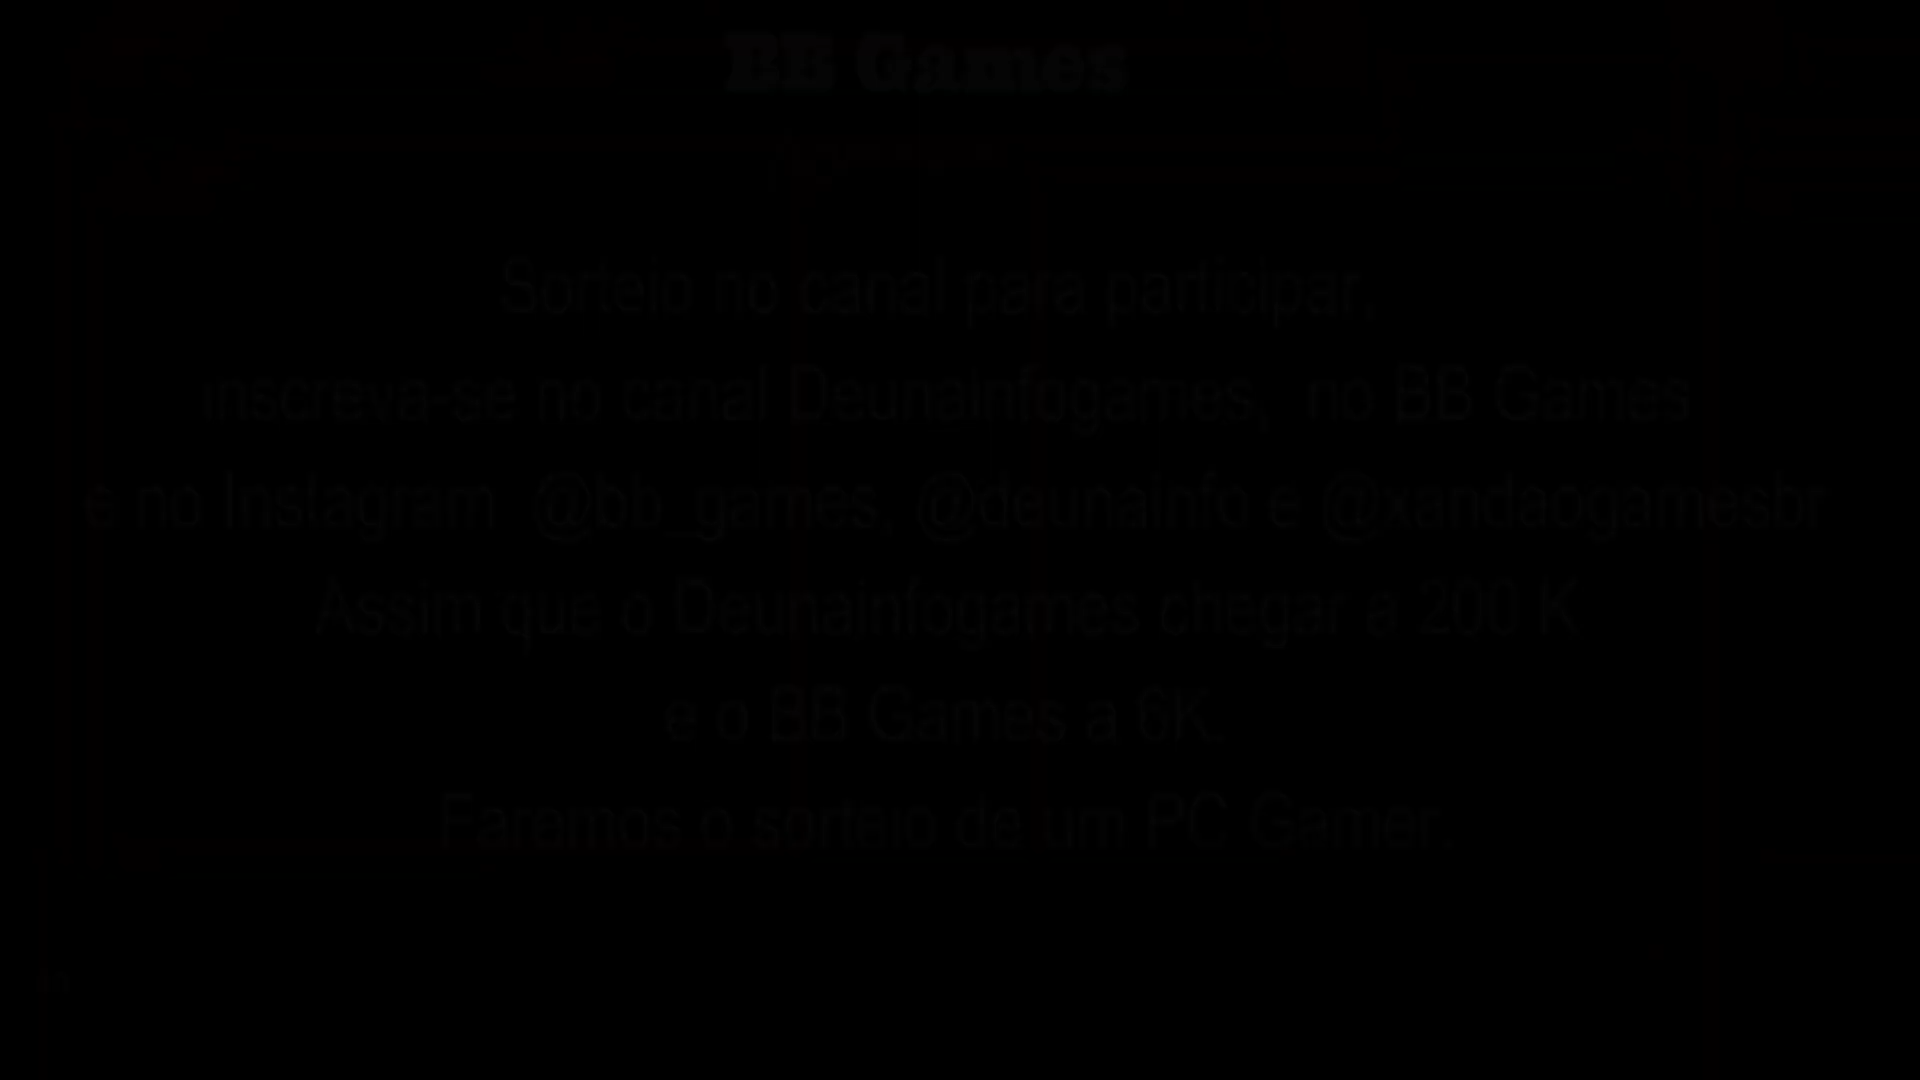 BB Games
Sorteio no canal para participar,
inscreva-se no canal Deunainfogames, no BB Games
e no Instagram @bb_games, @deunainfo e @xandaogamesbr
Assim que o Deunainfogames chegar a 200 K
e o BB Games a 6K.
Faremos o sorteio de um PC Gamer.